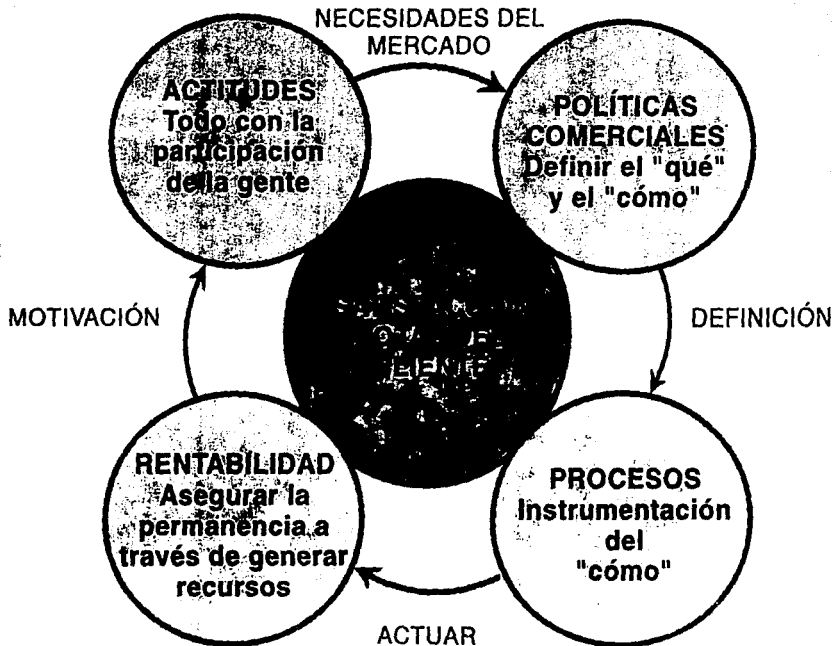 NECESIDADES DEL
MERCADO
ACTITUDES
Todo con la
participación
de la gente
POLÍTICAS
COMERCIALES
Definir el "qué"
y el "cómo"
MOTIVACIÓN
DEFINICIÓN
RENTABILIDAD
Asegurar la
permanencia a
través de generar
recursos
PROCESOS
Instrumentación
del
"cómo"
ACTUAR